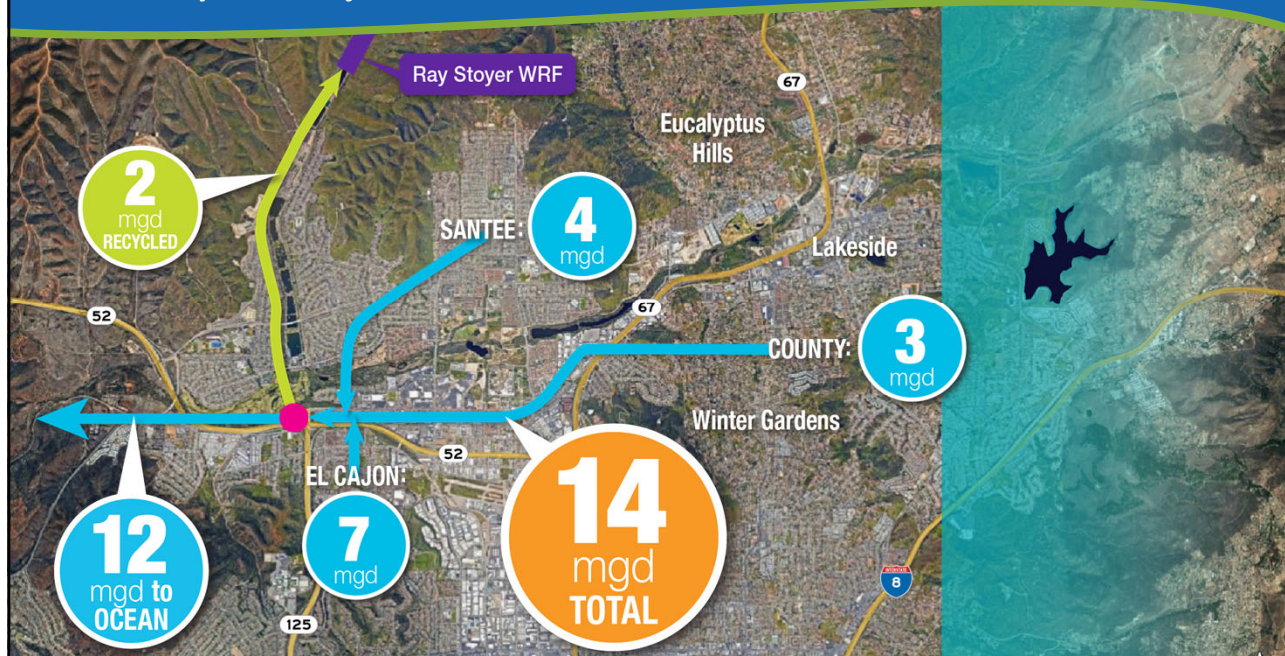 Ray Stoyer WRF
67
Eucalyptus
Hills
2
mgd
RECYCLED
SANTEE:
4
mgd
Lakeside
52
67
COUNTY:
3
mgd
Winter Gardens
52
EL CAJON:
7
mgd
14
mgd
TOTAL
12
mgd to
OCEAN
INTERSTATE
8
125